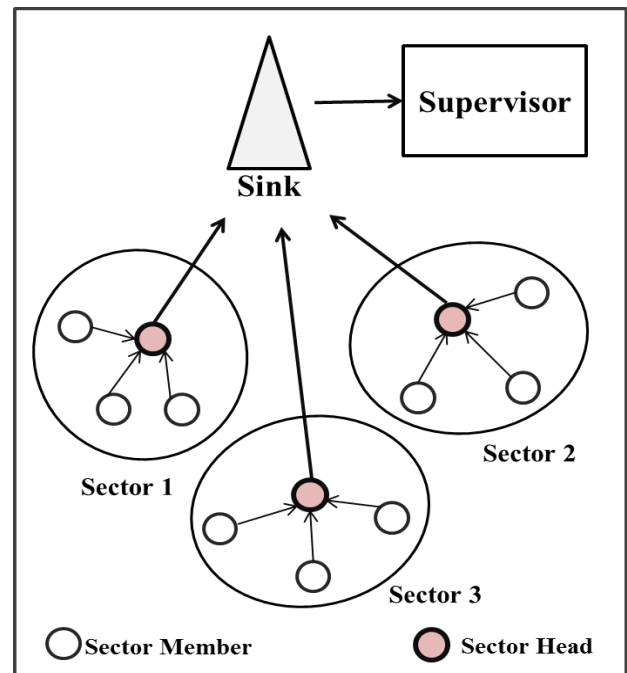 Supervisor
Sink
Sector 1
Sector 2
Sector 3
Sector Member
Sector Head